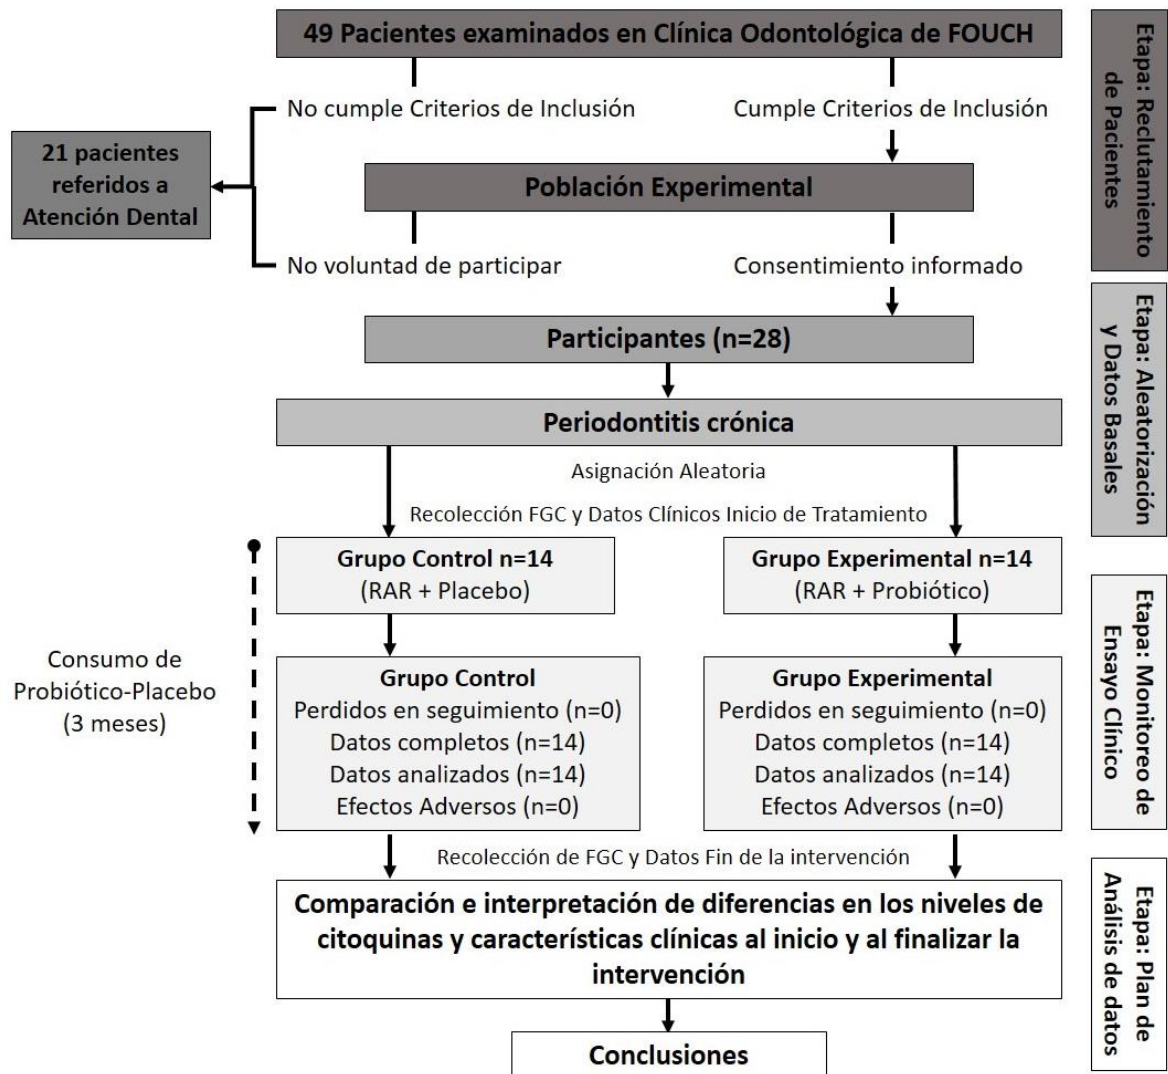 49 Pacientes examinados en Clínica Odontológica de FOUCH
No cumple Criterios de Inclusión
Cumple Criterios de Inclusión
21 pacientes
referidos a
Atención Dental
Población Experimental
No voluntad de participar
Consentimiento informado
Etapa: Reclutamiento
de Pacientes
Participantes (n=28)
Periodontitis crónica
Asignación Aleatoria
Recolección FGC y Datos Clínicos Inicio de Tratamiento
Etapa: Aleatorización
y Datos Basales
Grupo Control n=14
(RAR + Placebo)
Grupo Experimental n=14
(RAR + Probiótico)
Consumo de
Probiótico-Placebo
(3 meses)
Grupo Control
Perdidos en seguimiento (n=0)
Datos completos (n=14)
Datos analizados (n=14)
Efectos Adversos (n=0)
Grupo Experimental
Perdidos en seguimiento (n=0)
Datos completos (n=14)
Datos analizados (n=14)
Efectos Adversos (n=0)
Etapa: Monitoreo de
Ensayo Clínico
Recolección de FGC y Datos Fin de la intervención
Comparación e interpretación de diferencias en los niveles de
citoquinas y características clínicas al inicio y al finalizar la
intervención
Conclusiones
Etapa: Plan de
Análisis de datos